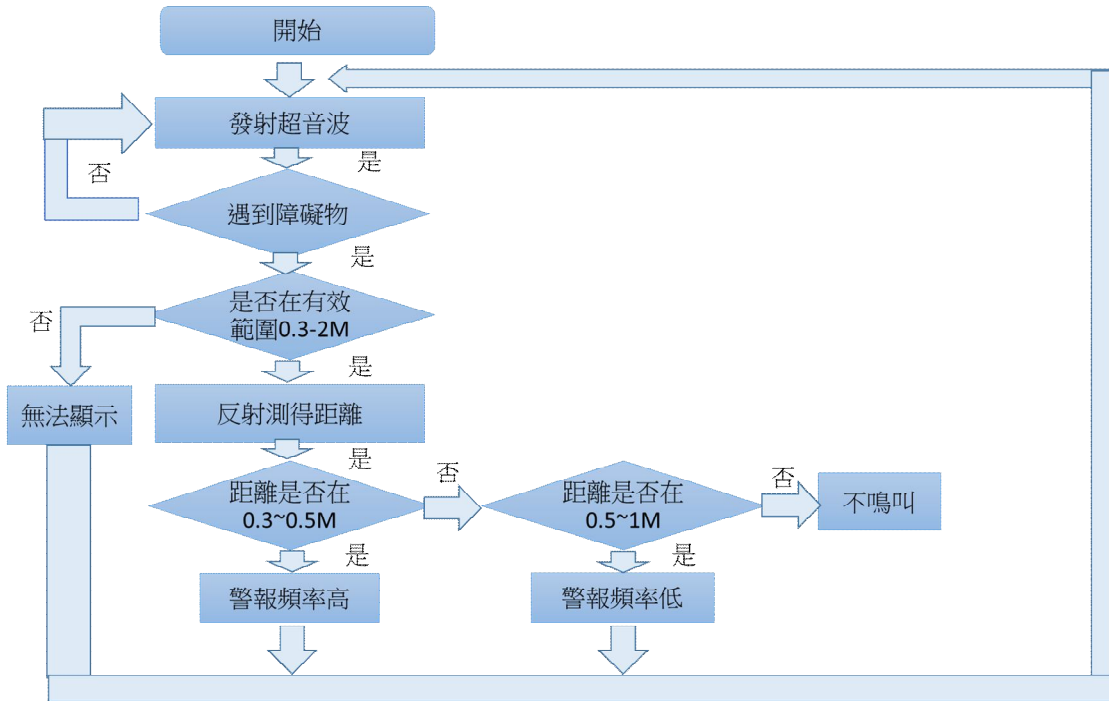 開始
發射超音波
是
否
遇到障礙物
是
是否在有效
範圍0.3-2M
否
是
無法顯示
反射測得距離
是
否
否
距離是否在
0.3~0.5M
距離是否在
0.5~1M
不鳴叫
是
是
警報頻率高
警報頻率低